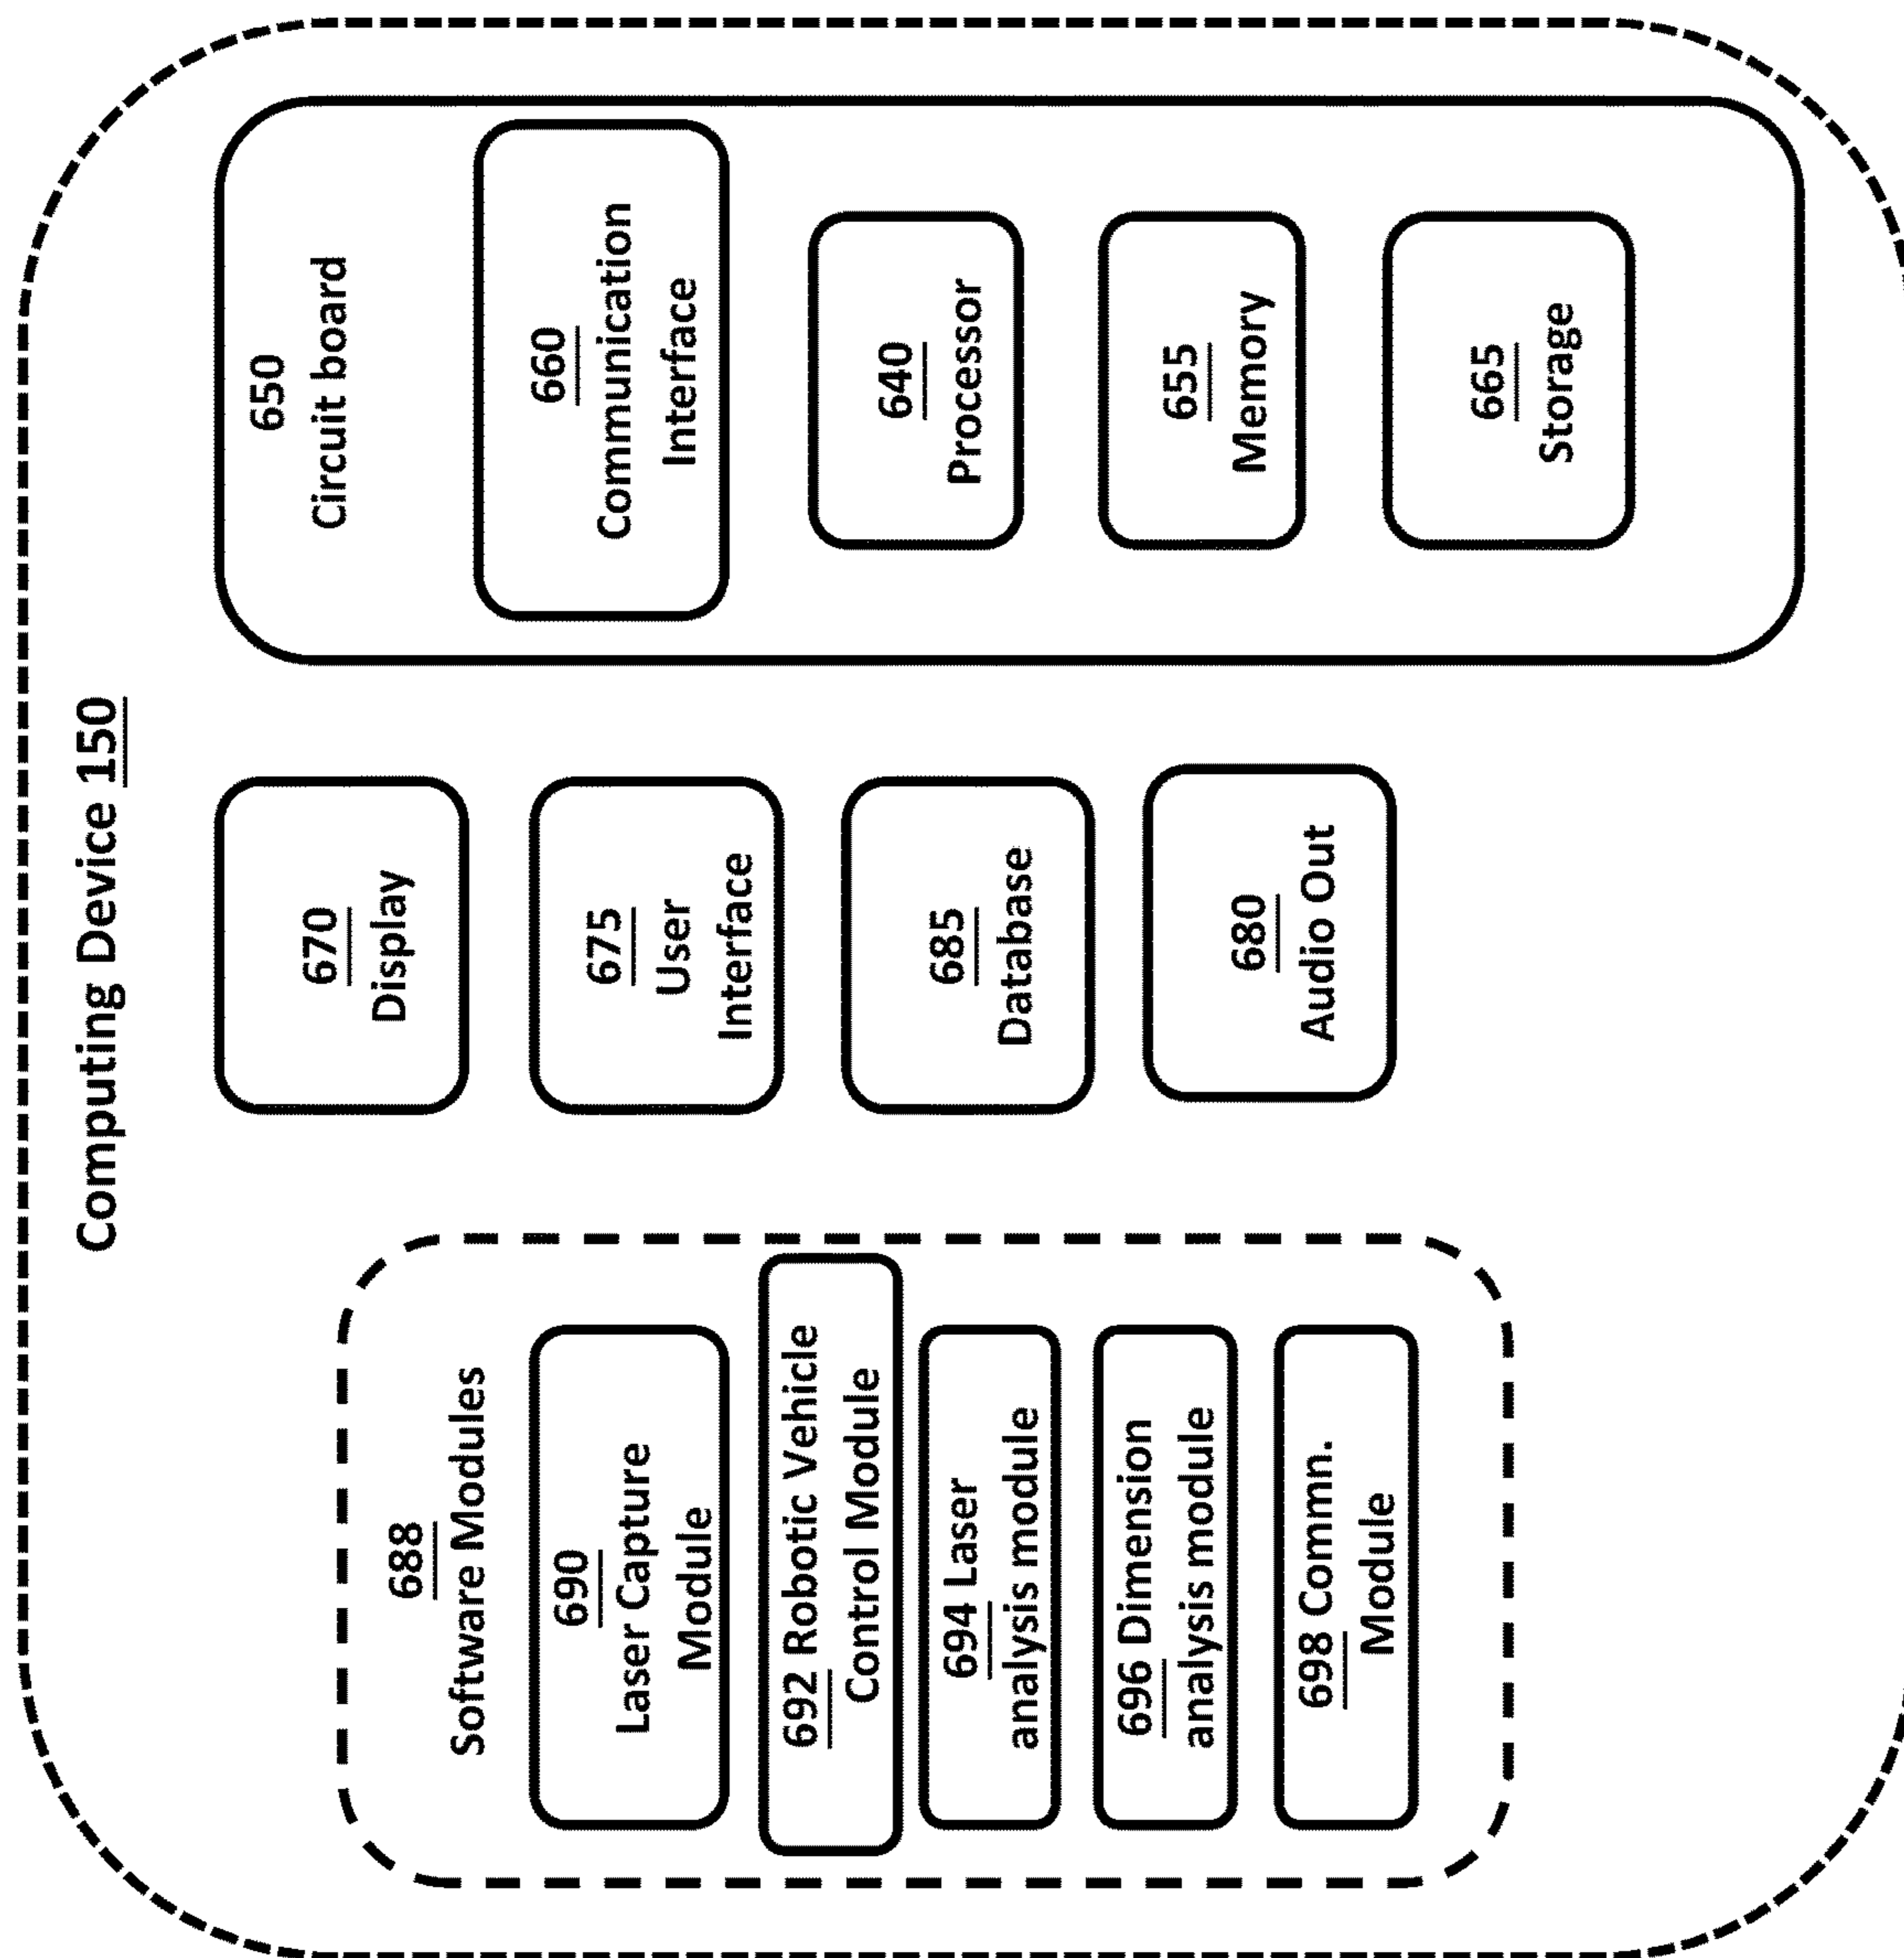 Computing Device 150
688
Software Modules
690
Laser Capture
Module
692 Robotic Vehicle
Control Module
694 Laser
analysis module
696 Dimension
analysis module
698 Commn.
Module
670
Display
675
User
Interface
685
Database
680
Audio Out
650
Circuit board
660
Communication
Interface
640
Processor
655
Memory
665
Storage